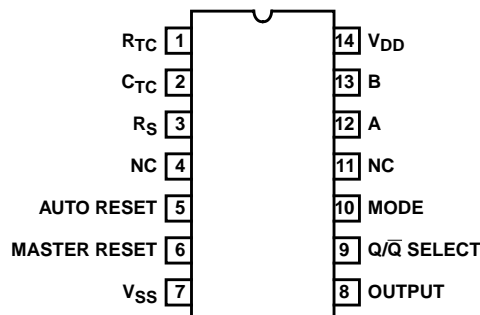 RTC 1 14 VDD
CTC 2 13 B
RS 3 12 A
NC 4 11 NC
AUTO RESET 5 10 MODE
MASTER RESET 6 9 Q/Q̅ SELECT
VSS 7 8 OUTPUT